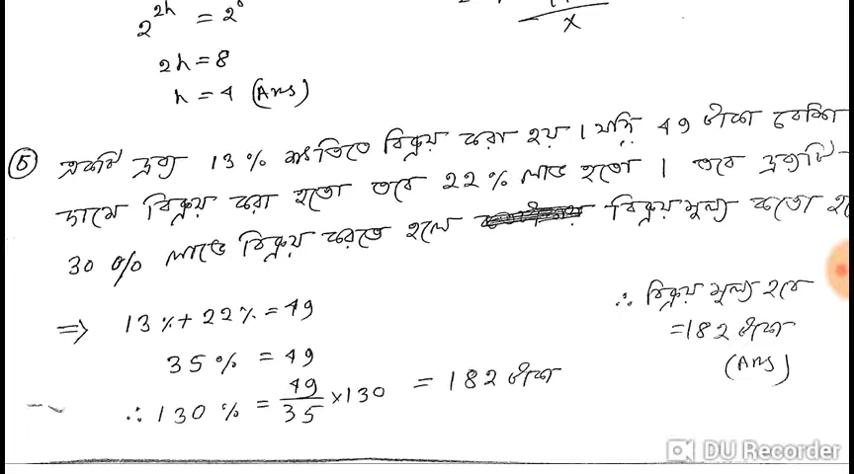 2^2h = 2^8
x
2h = 8
h = 4 (Ans)
5 একটি দ্রব্য 13% ক্ষতিতে বিক্রয় করা হয় । যদি 49 টাকা বেশি
দামে বিক্রয় করা হতো তবে 22% লাভ হতো । তবে দ্রব্যটি
30% লাভে বিক্রয় করতে হলে বিক্রয় মূল্য কতো
⇒ 13% + 22% = 49
35% = 49
∴ 130% = 49/35 × 130 = 182 টাকা
∴ বিক্রয় মূল্য হবে
= 182 টাকা
(Ans)
DU Recorder